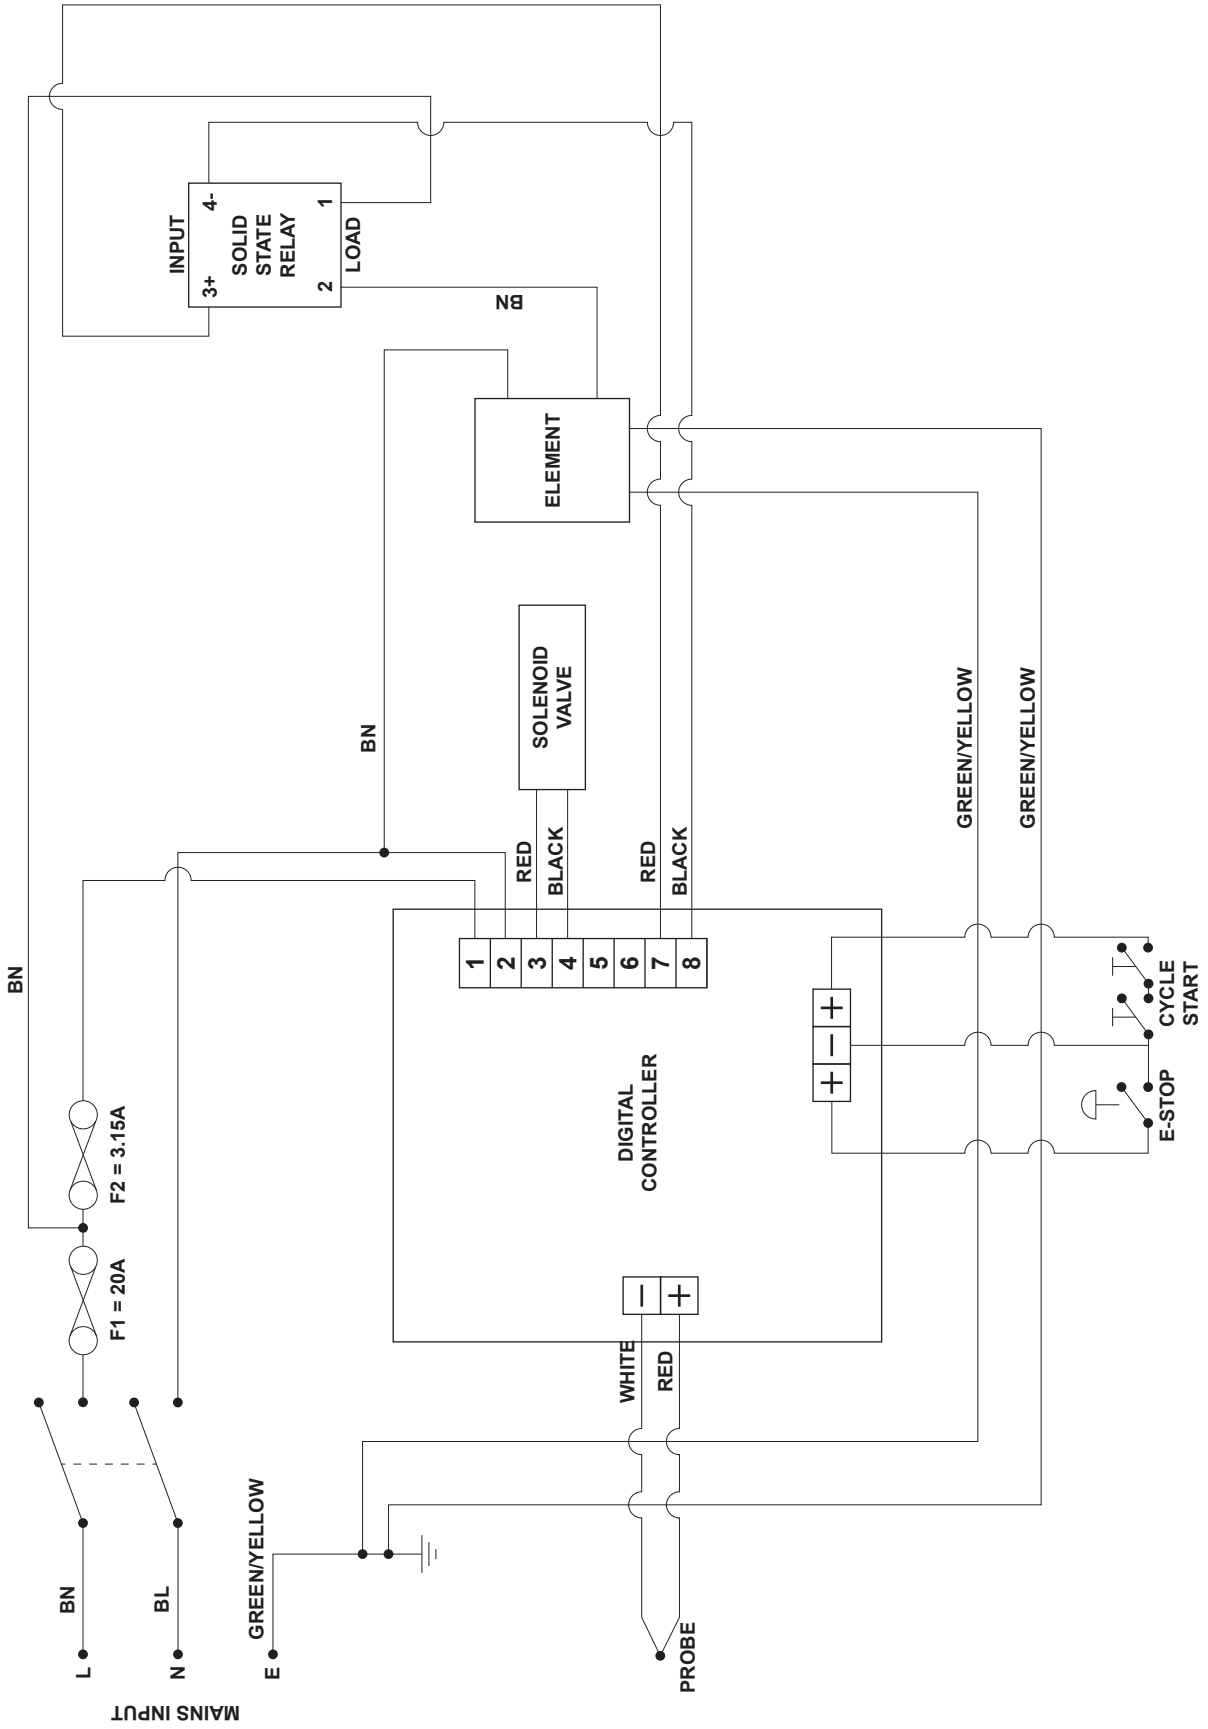 MAINS INPUT
L
BN
N
BL
E
GREEN/YELLOW
F1 = 20A
F2 = 3.15A
BN
BN
INPUT
4-
3+
SOLID
STATE
RELAY
1
2
LOAD
BN
ELEMENT
SOLENOID
VALVE
RED
BLACK
RED
BLACK
1
2
3
4
5
6
7
8
DIGITAL
CONTROLLER
+
−
+
−
+
WHITE
RED
PROBE
GREEN/YELLOW
GREEN/YELLOW
E-STOP
CYCLE
START